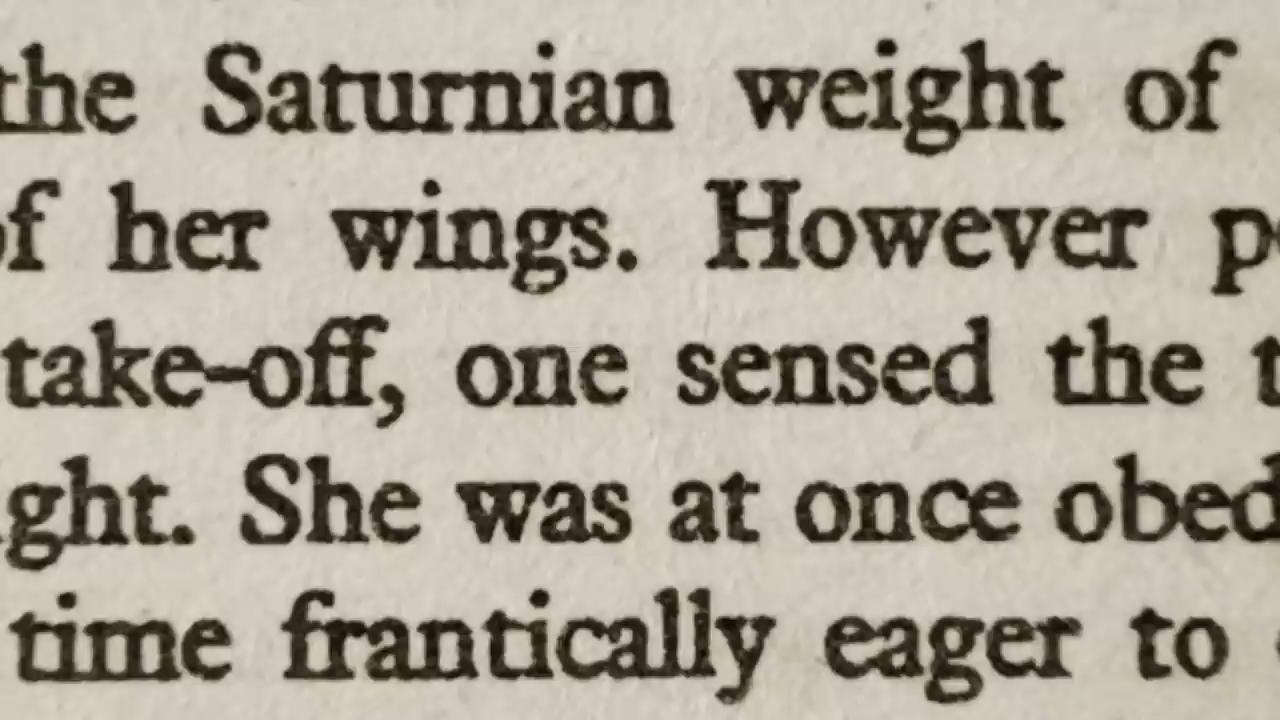 the Saturnian weight of
of her wings. However
take-off, one sensed the
She was at once
time frantically eager to